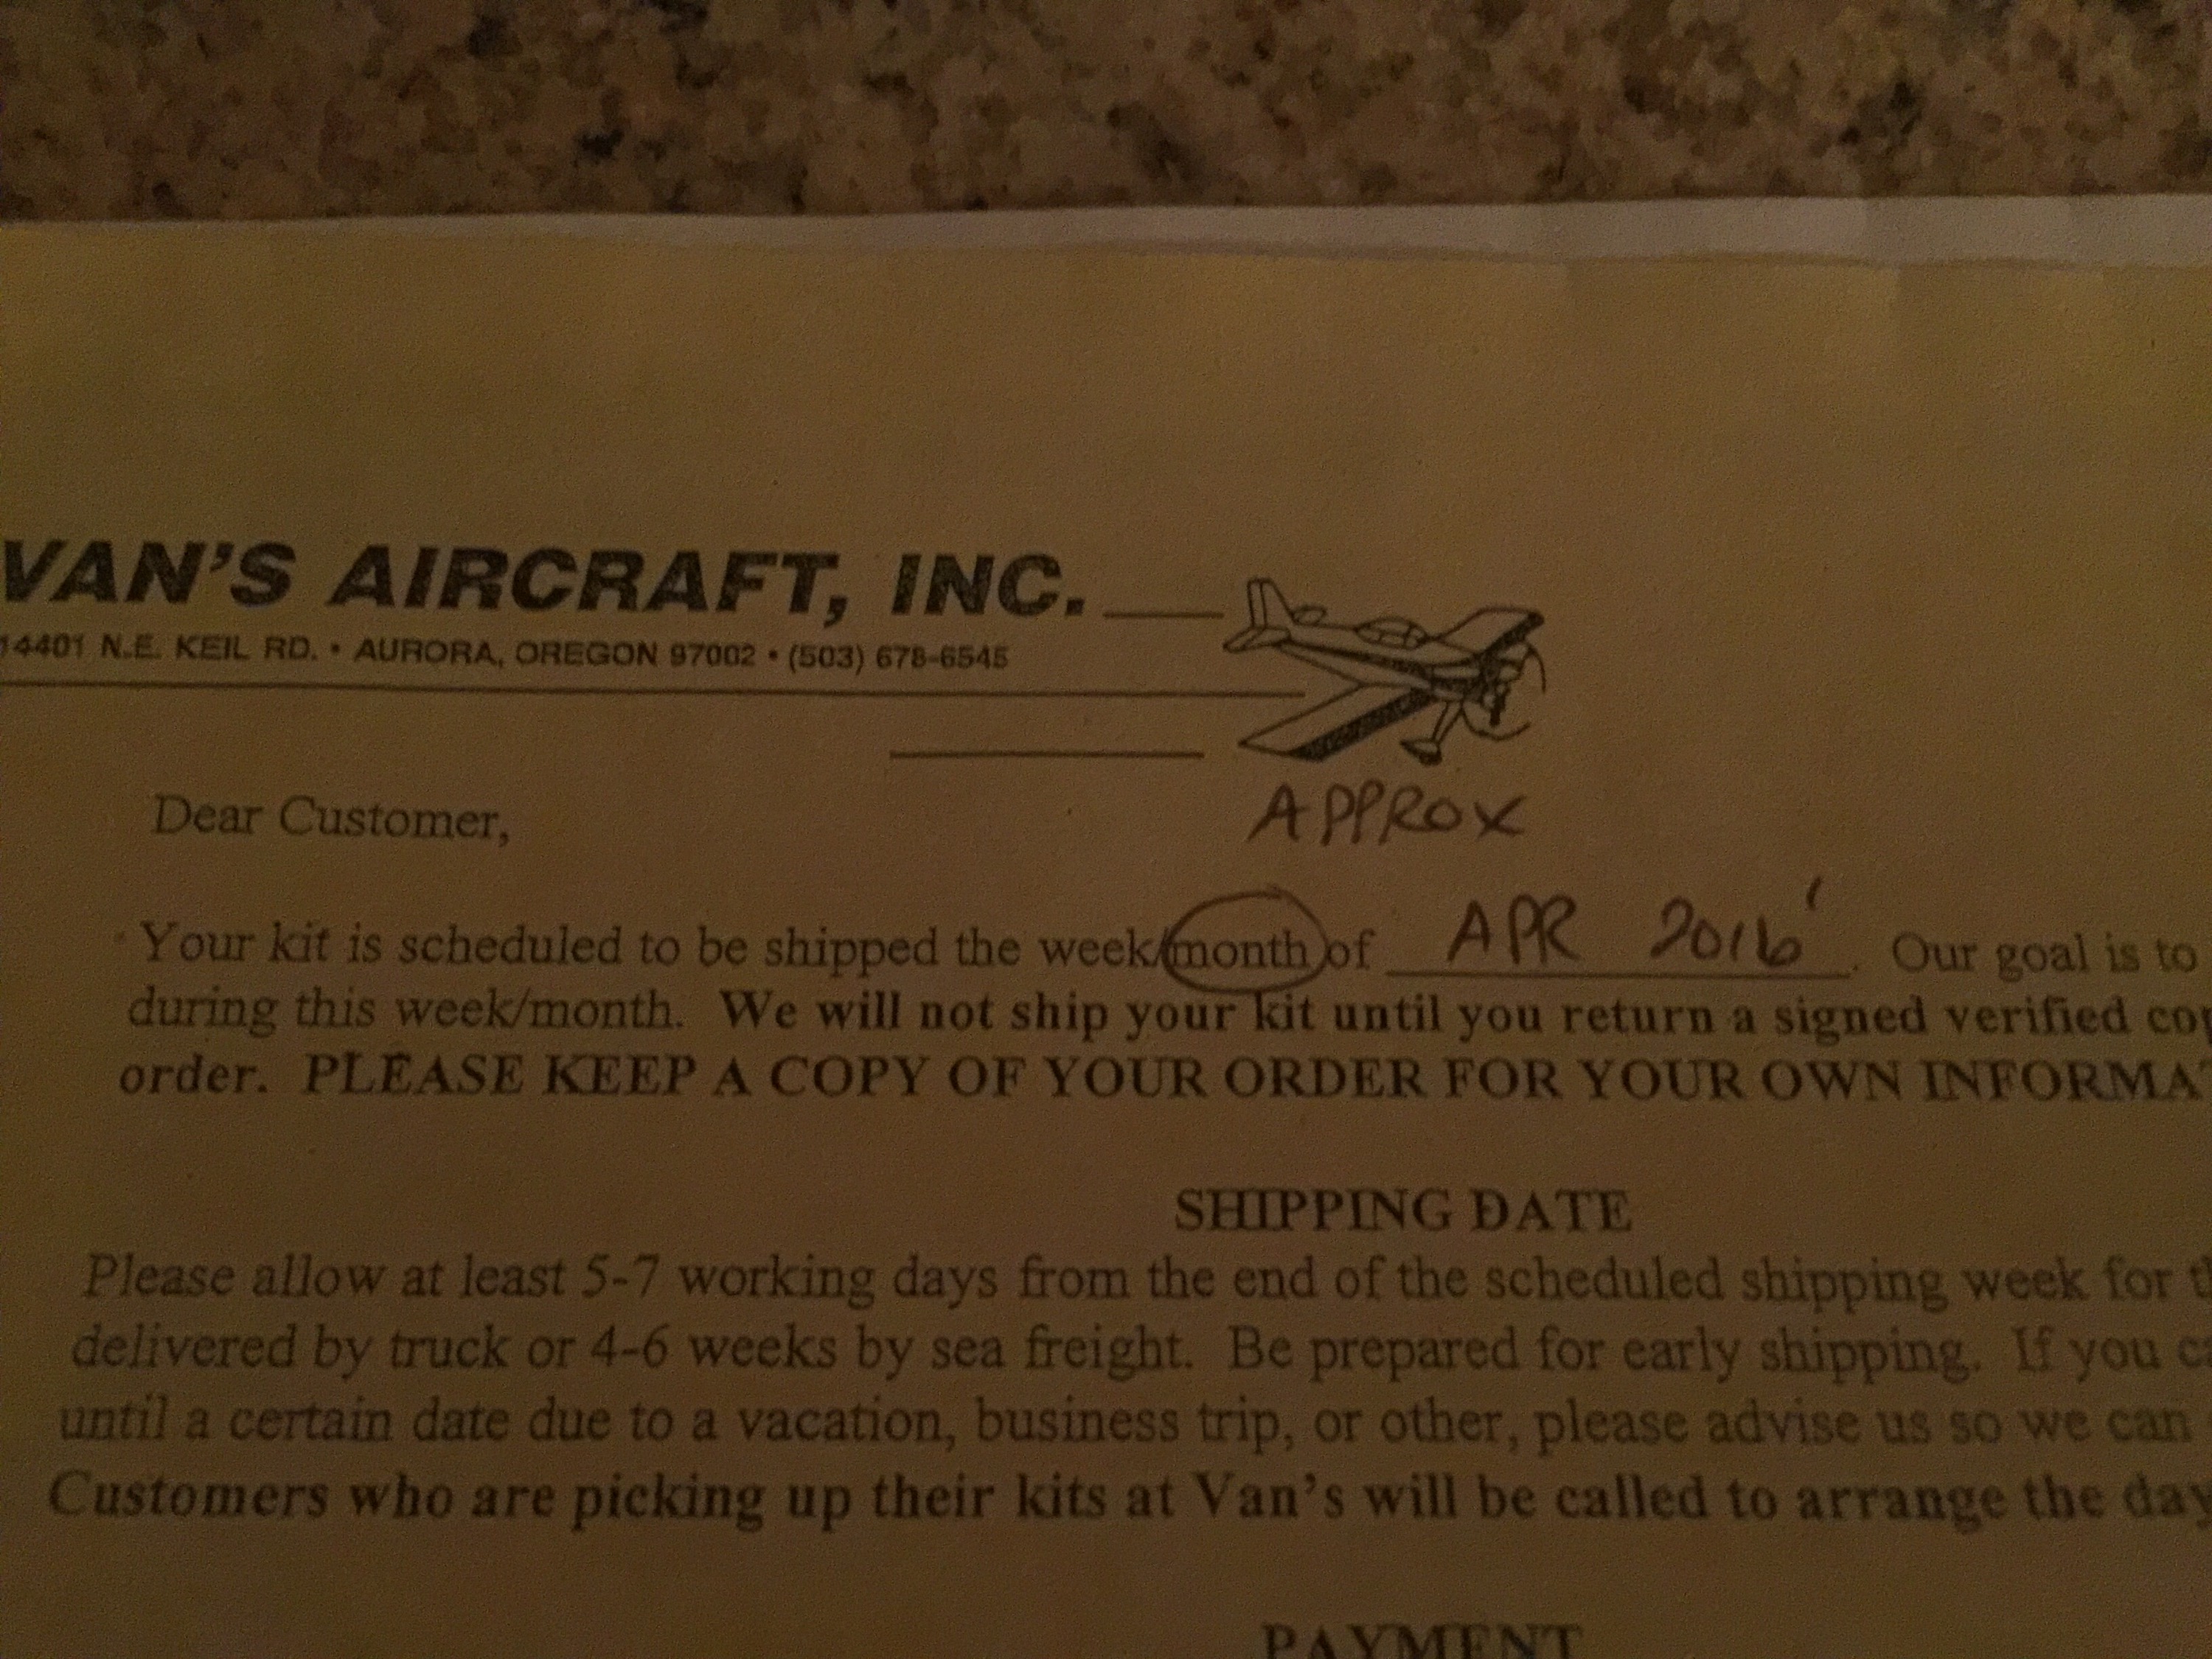 VAN'S AIRCRAFT, INC.
14401 N.E. KEIL RD. • AURORA, OREGON 97002 • (503) 678-6545
Dear Customer,
APPROX
Your kit is scheduled to be shipped the week/month of APR 2016'. Our goal is to
during this week/month. We will not ship your kit until you return a signed verified
order. PLEASE KEEP A COPY OF YOUR ORDER FOR YOUR OWN
SHIPPING DATE
Please allow at least 5-7 working days from the end of the scheduled shipping week for
delivered by truck or 4-6 weeks by sea freight. Be prepared for early shipping. If you
until a certain date due to a vacation, business trip, or other, please advise us so we can
Customers who are picking up their kits at Van's will be called to arrange the day
PAYMENT